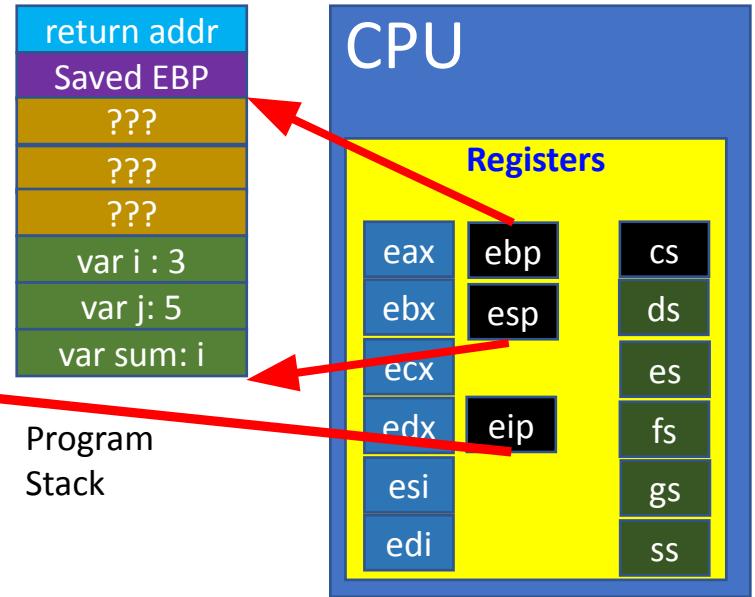 return addr
Saved EBP
???
???
???
var i : 3
var j: 5
var sum: i
Program
Stack
CPU
Registers
eax
ebx
ecx
edx
esi
edi
ebp
esp
eip
cs
ds
es
fs
gs
ss